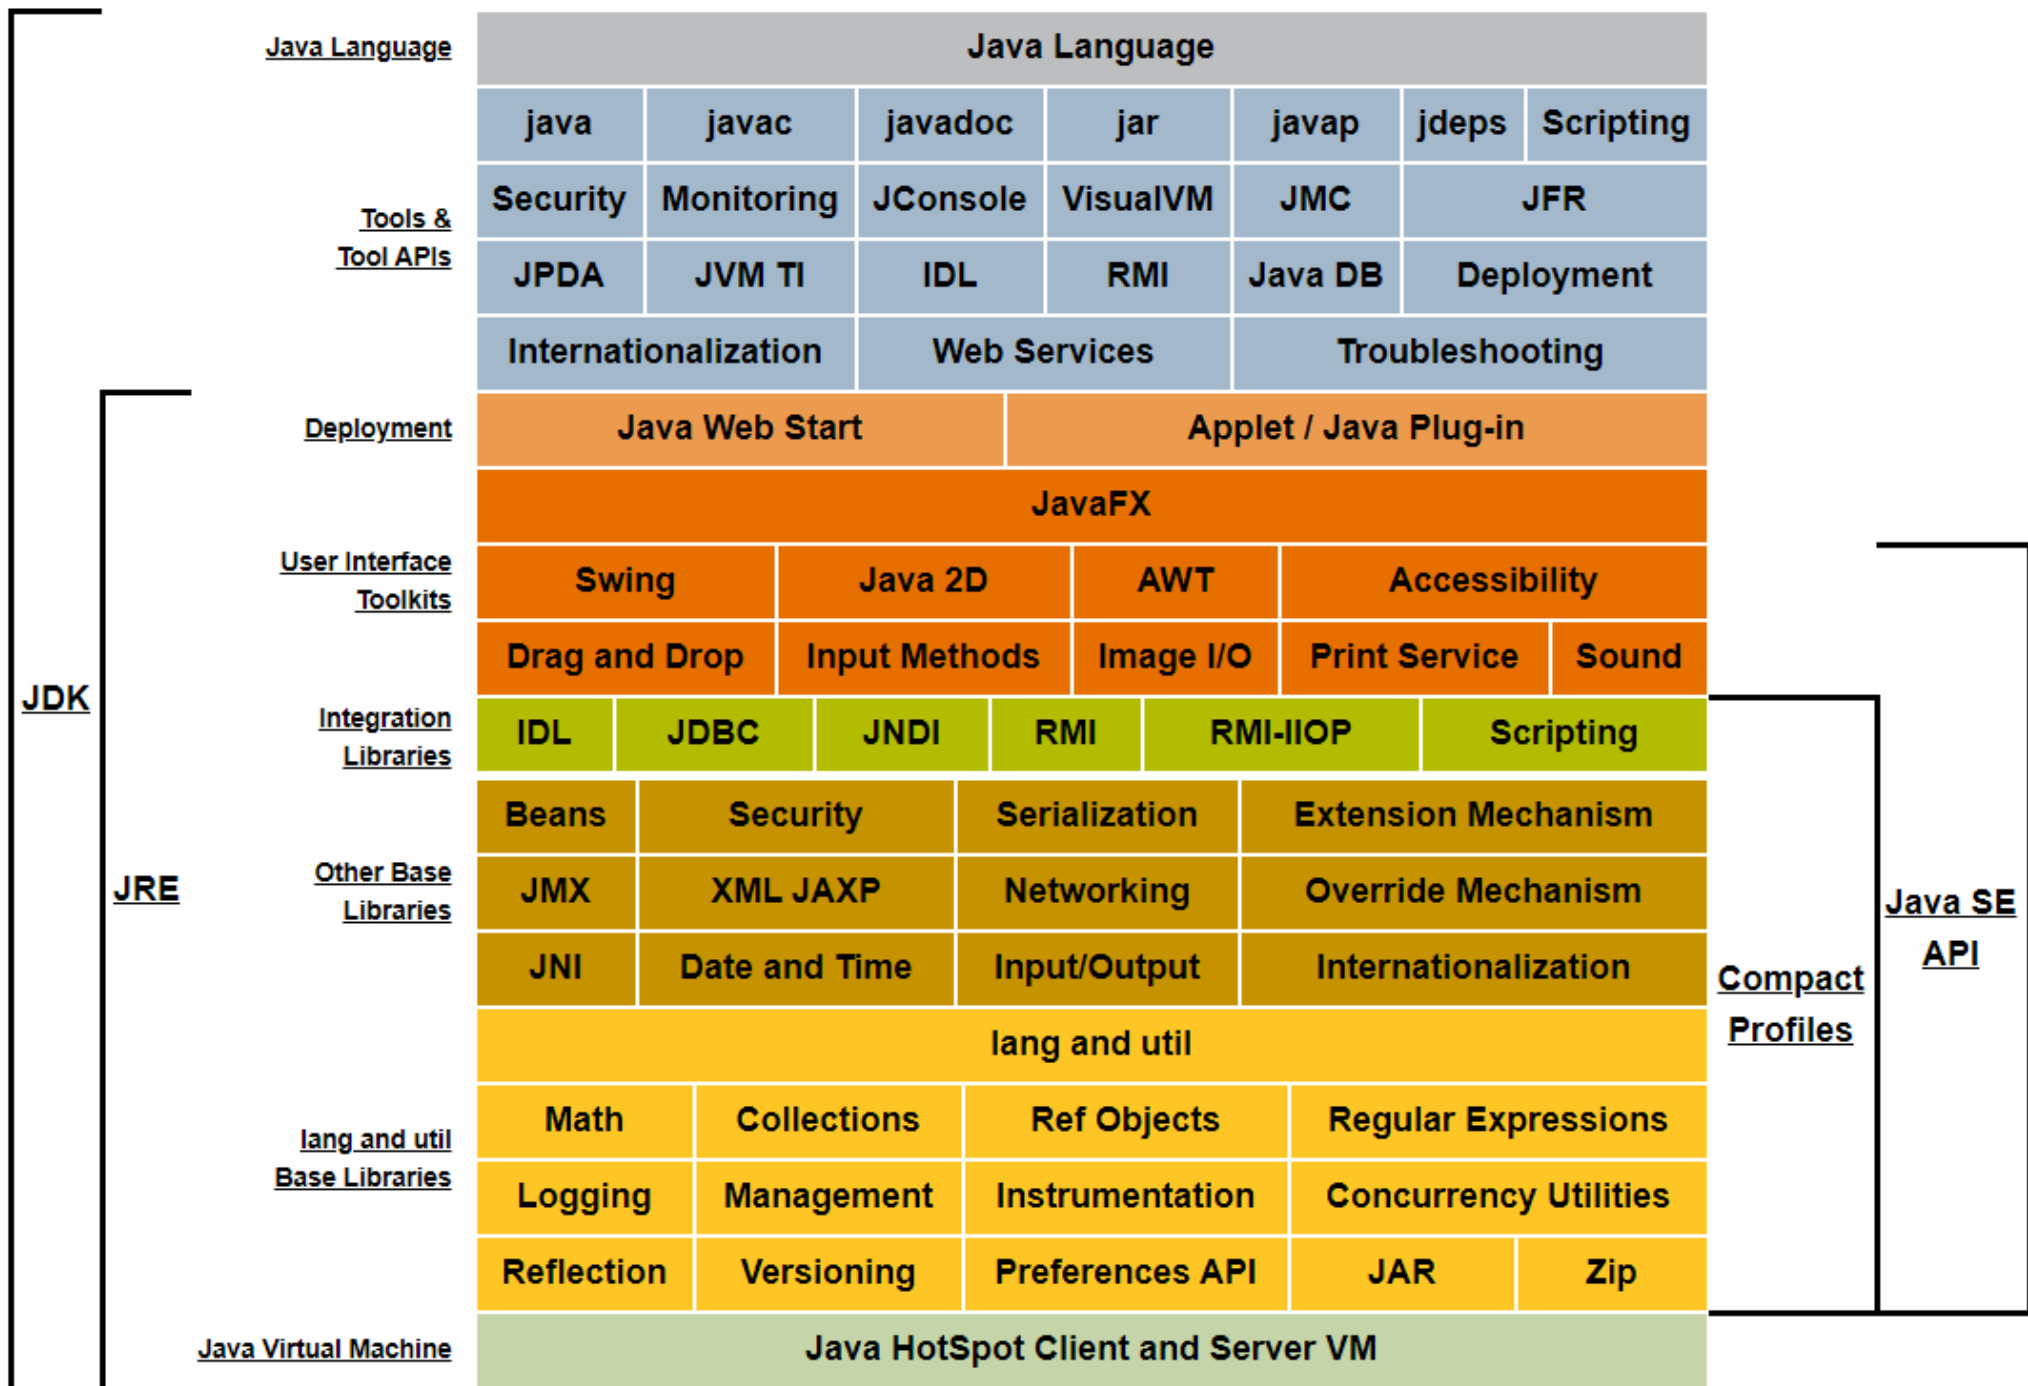 Java Language
Java Language
java javac javadoc jar javap jdeps Scripting
Security Monitoring JConsole VisualVM JMC JFR
Tools &
Tool APIs
JPDA JVM TI IDL RMI Java DB Deployment
Internationalization Web Services Troubleshooting
Deployment
Java Web Start Applet / Java Plug-in
JavaFX
User Interface
Toolkits
Swing Java 2D AWT Accessibility
Drag and Drop Input Methods Image I/O Print Service Sound
JDK
Integration
Libraries
IDL JDBC JNDI RMI RMI-IIOP Scripting
Beans Security Serialization Extension Mechanism
JRE
Other Base
Libraries
JMX XML JAXP Networking Override Mechanism
Java SE
API
JNI Date and Time Input/Output Internationalization
Compact
Profiles
lang and util
Math Collections Ref Objects Regular Expressions
lang and util
Base Libraries
Logging Management Instrumentation Concurrency Utilities
Reflection Versioning Preferences API JAR Zip
Java Virtual Machine
Java HotSpot Client and Server VM